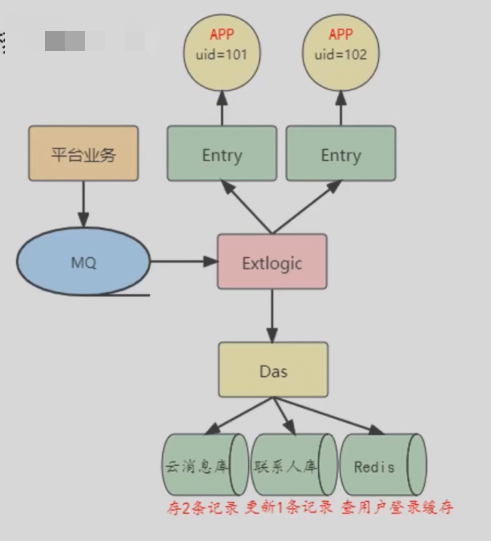 APP
uid=101
APP
uid=102
平台业务
Entry
Entry
MQ
Extlogic
Das
云消息库
联系人库
Redis
存2条记录 更新1条记录 查用户登录缓存